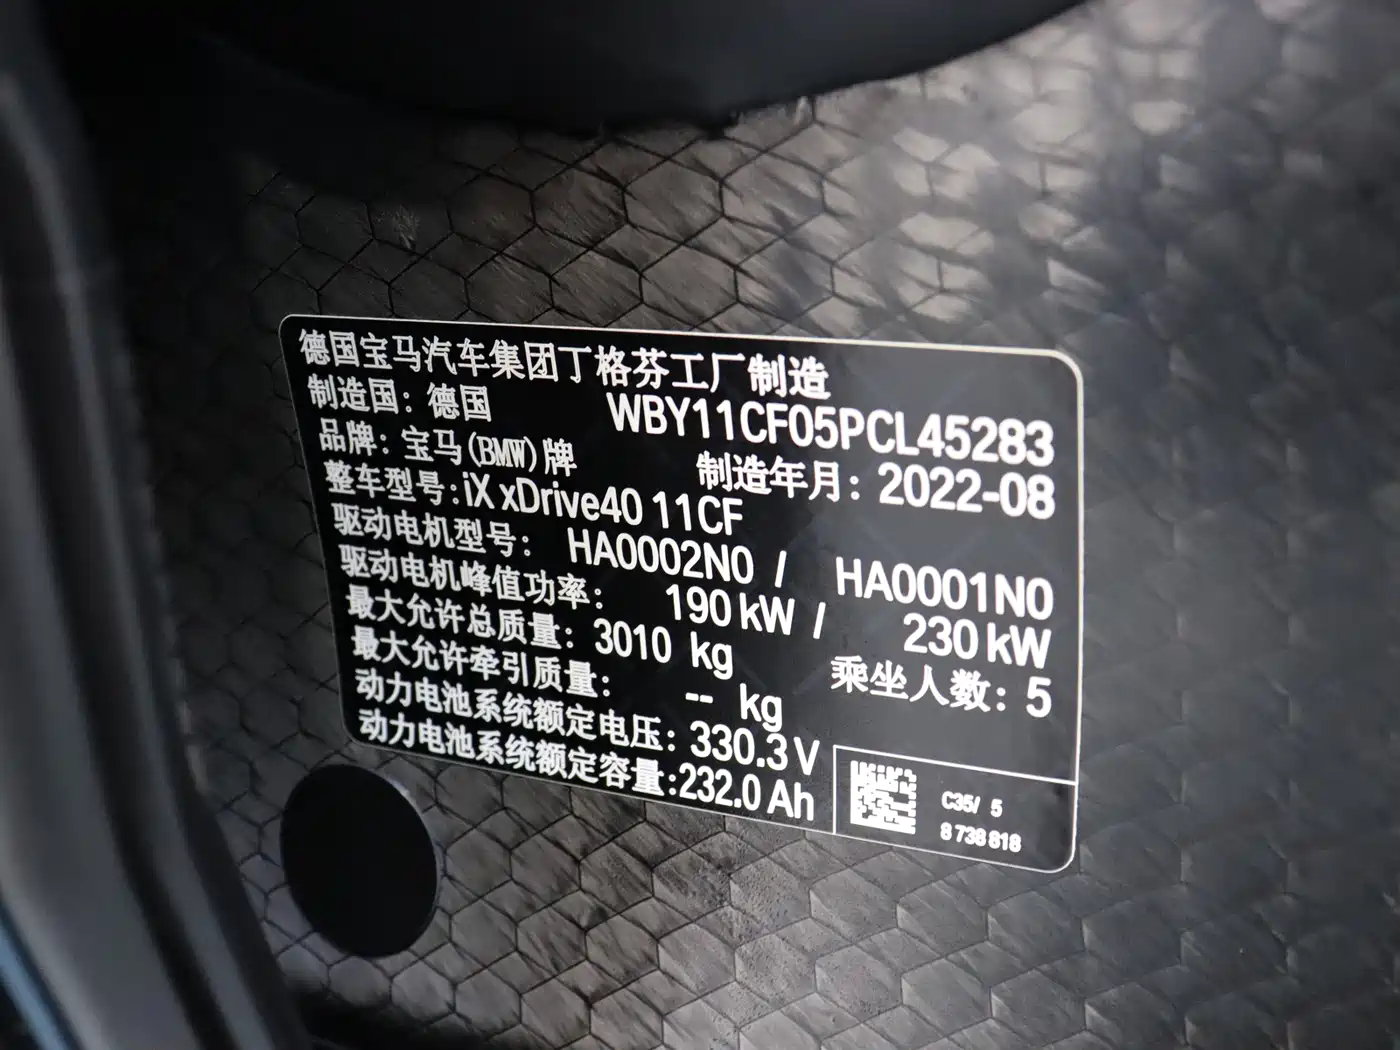 德国宝马汽车集团丁格芬工厂制造
制造国：德国 WBY11CF05PCL45283
品牌：宝马(BMW)牌 制造年月：2022-08
整车型号:iX xDrive40 11CF
驱动电机型号： HA0002N0 / HA0001N0
驱动电机峰值功率： 190 kW / 230 kW
最大允许总质量：3010 kg 乘坐人数：5
最大允许牵引质量： -- kg
动力电池系统额定电压：330.3 V
动力电池系统额定容量:232.0 Ah
C35/ 5
8 738 818